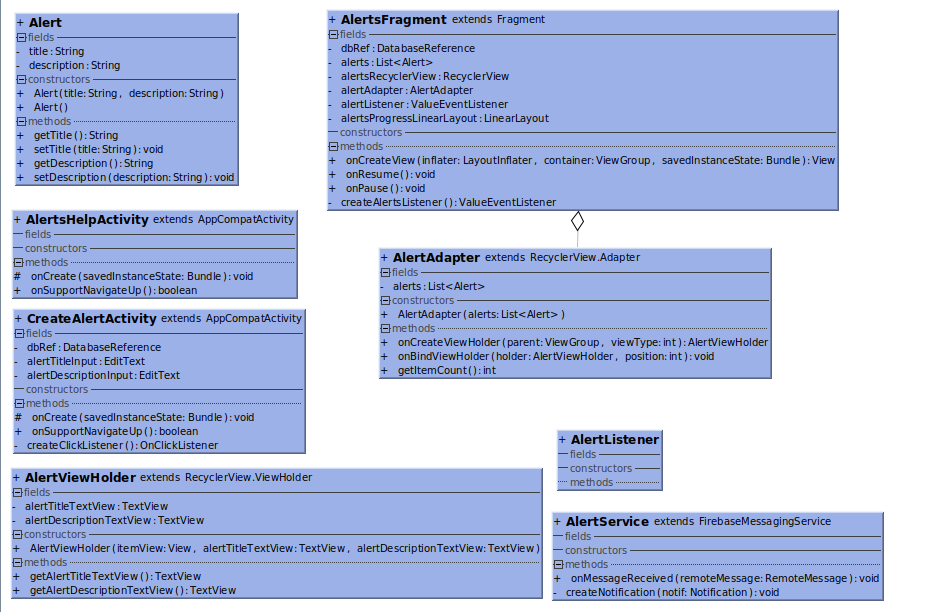 + Alert
fields
- title : String
- description : String
constructors
+ Alert(title: String, description: String)
+ Alert()
methods
+ getTitle(): String
+ setTitle(title: String): void
+ getDescription(): String
+ setDescription(description: String): void
+ AlertsHelpActivity extends AppCompatActivity
fields
constructors
methods
# onCreate(savedInstanceState: Bundle): void
+ onSupportNavigateUp(): boolean
+ CreateAlertActivity extends AppCompatActivity
fields
- dbRef : DatabaseReference
- alertTitleInput : EditText
- alertDescriptionInput : EditText
constructors
methods
# onCreate(savedInstanceState: Bundle): void
+ onSupportNavigateUp(): boolean
- createClickListener(): OnClickListener
+ AlertViewHolder extends RecyclerView.ViewHolder
fields
- alertTitleTextView : TextView
- alertDescriptionTextView : TextView
constructors
+ AlertViewHolder(itemView: View, alertTitleTextView: TextView, alertDescriptionTextView: TextView)
methods
+ getAlertTitleTextView(): TextView
+ getAlertDescriptionTextView(): TextView
+ AlertsFragment extends Fragment
fields
- dbRef : DatabaseReference
- alerts : List<Alert>
- alertsRecyclerView : RecyclerView
- alertAdapter : AlertAdapter
- alertListener : ValueEventListener
- alertsProgressLinearLayout : LinearLayout
constructors
methods
+ onCreateView(inflater: LayoutInflater, container: ViewGroup, savedInstanceState: Bundle): View
+ onResume(): void
+ onPause(): void
- createAlertsListener(): ValueEventListener
+ AlertAdapter extends RecyclerView.Adapter
fields
- alerts : List<Alert>
constructors
+ AlertAdapter(alerts: List<Alert>)
methods
+ onCreateViewHolder(parent: ViewGroup, viewType: int): AlertViewHolder
+ onBindViewHolder(holder: AlertViewHolder, position: int): void
+ getItemCount(): int
+ AlertListener
fields
constructors
methods
+ AlertService extends FirebaseMessagingService
fields
constructors
methods
+ onMessageReceived(remoteMessage: RemoteMessage): void
- createNotification(notif: Notification): void